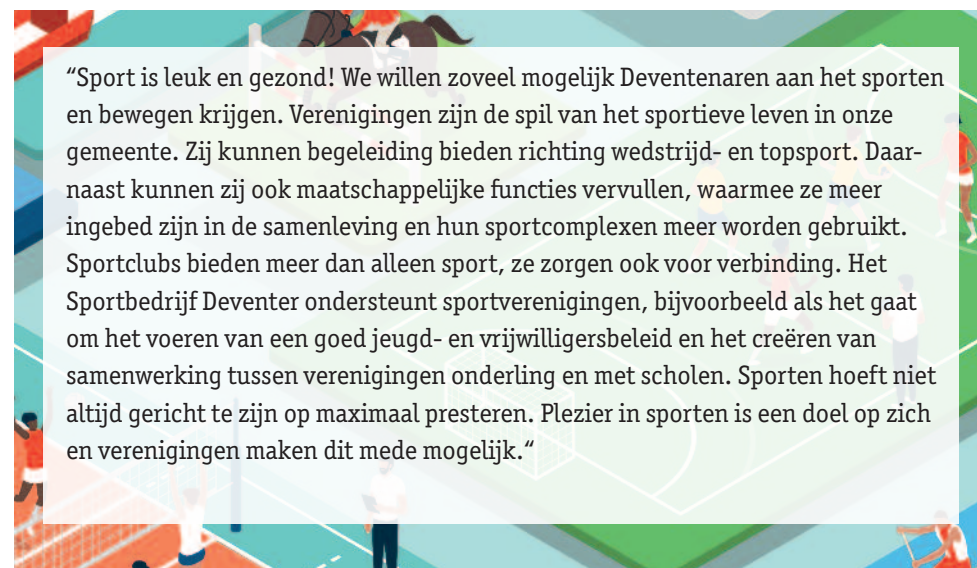 “Sport is leuk en gezond! We willen zoveel mogelijk Deventenaren aan het sporten
en bewegen krijgen. Verenigingen zijn de spil van het sportieve leven in onze
gemeente. Zij kunnen begeleiding bieden richting wedstrijd- en topsport. Daar-
naast kunnen zij ook maatschappelijke functies vervullen, waarmee ze meer
ingebed zijn in de samenleving en hun sportcomplexen meer worden gebruikt.
Sportclubs bieden meer dan alleen sport, ze zorgen ook voor verbinding. Het
Sportbedrijf Deventer ondersteunt sportverenigingen, bijvoorbeeld als het gaat
om het voeren van een goed jeugd- en vrijwilligersbeleid en het creëren van
samenwerking tussen verenigingen onderling en met scholen. Sporten hoeft niet
altijd gericht te zijn op maximaal presteren. Plezier in sporten is een doel op zich
en verenigingen maken dit mede mogelijk.“